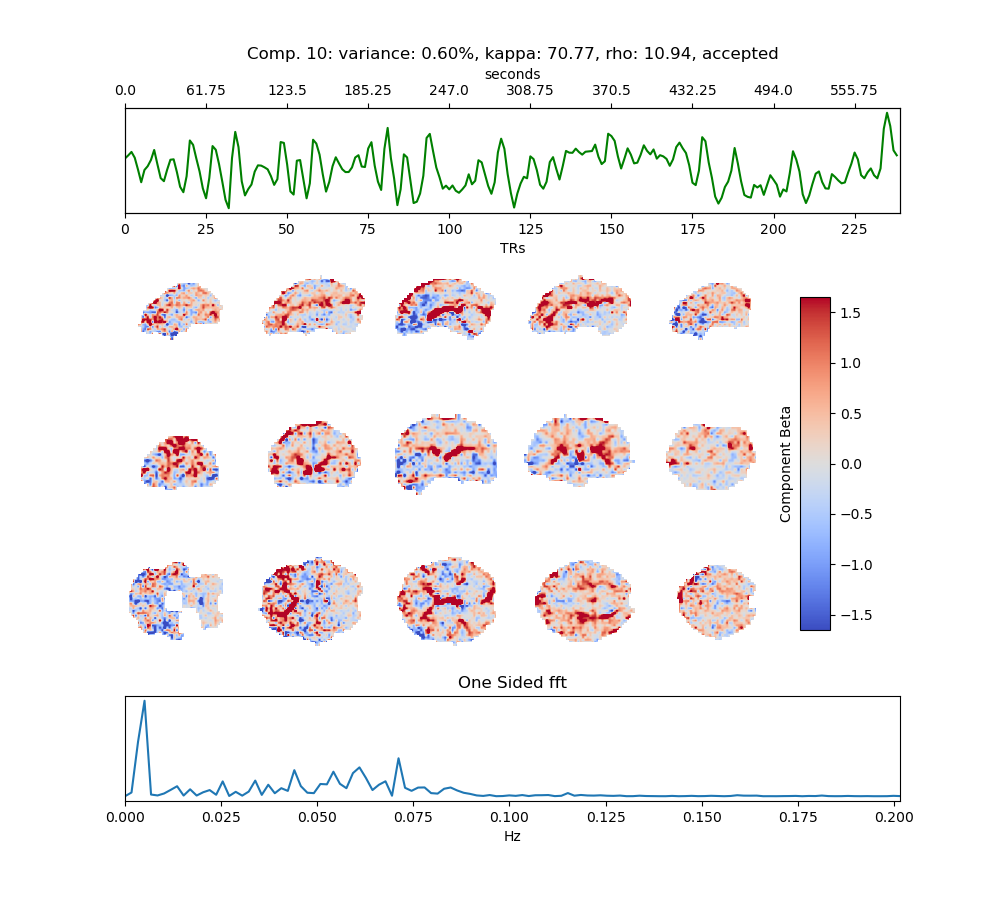 Comp. 10: variance: 0.60%, kappa: 70.77, rho: 10.94, accepted
seconds
0.0 61.75 123.5 185.25 247.0 308.75 370.5 432.25 494.0 555.75
0 25 50 75 100 125 150 175 200 225
TRs
1.5
1.0
0.5
0.0
−0.5
−1.0
−1.5
Component Beta
One Sided fft
0.000 0.025 0.050 0.075 0.100 0.125 0.150 0.175 0.200
Hz